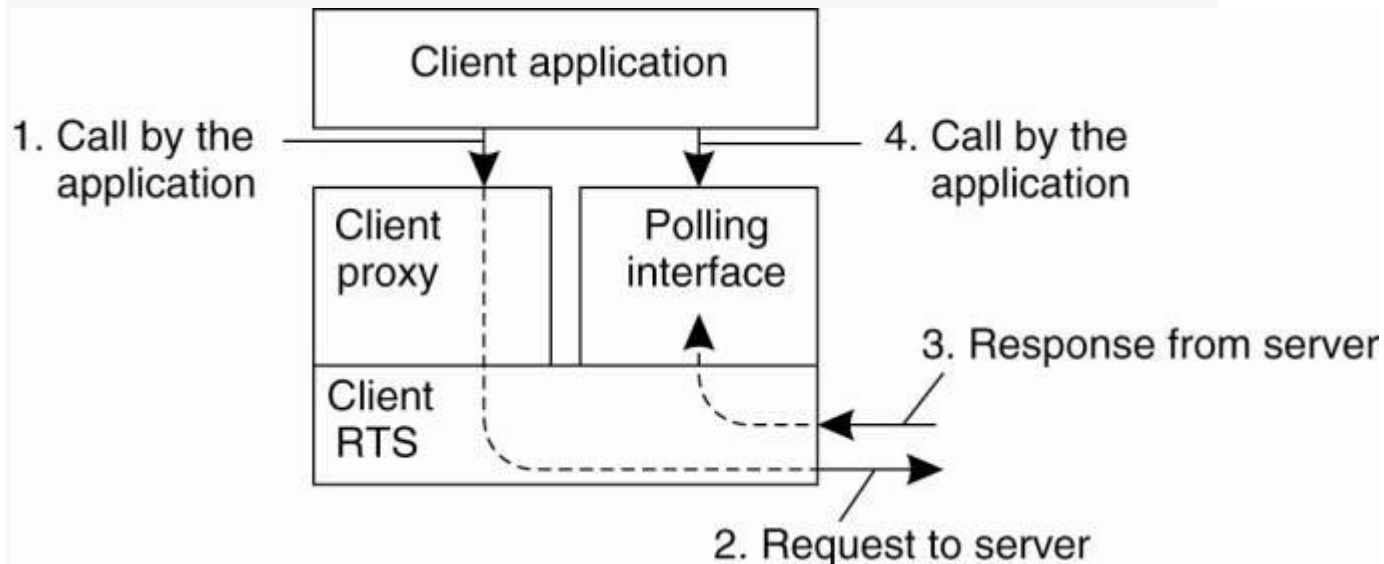 Client application
1. Call by the
application
4. Call by the
application
Client
proxy
Polling
interface
3. Response from server
Client
RTS
2. Request to server